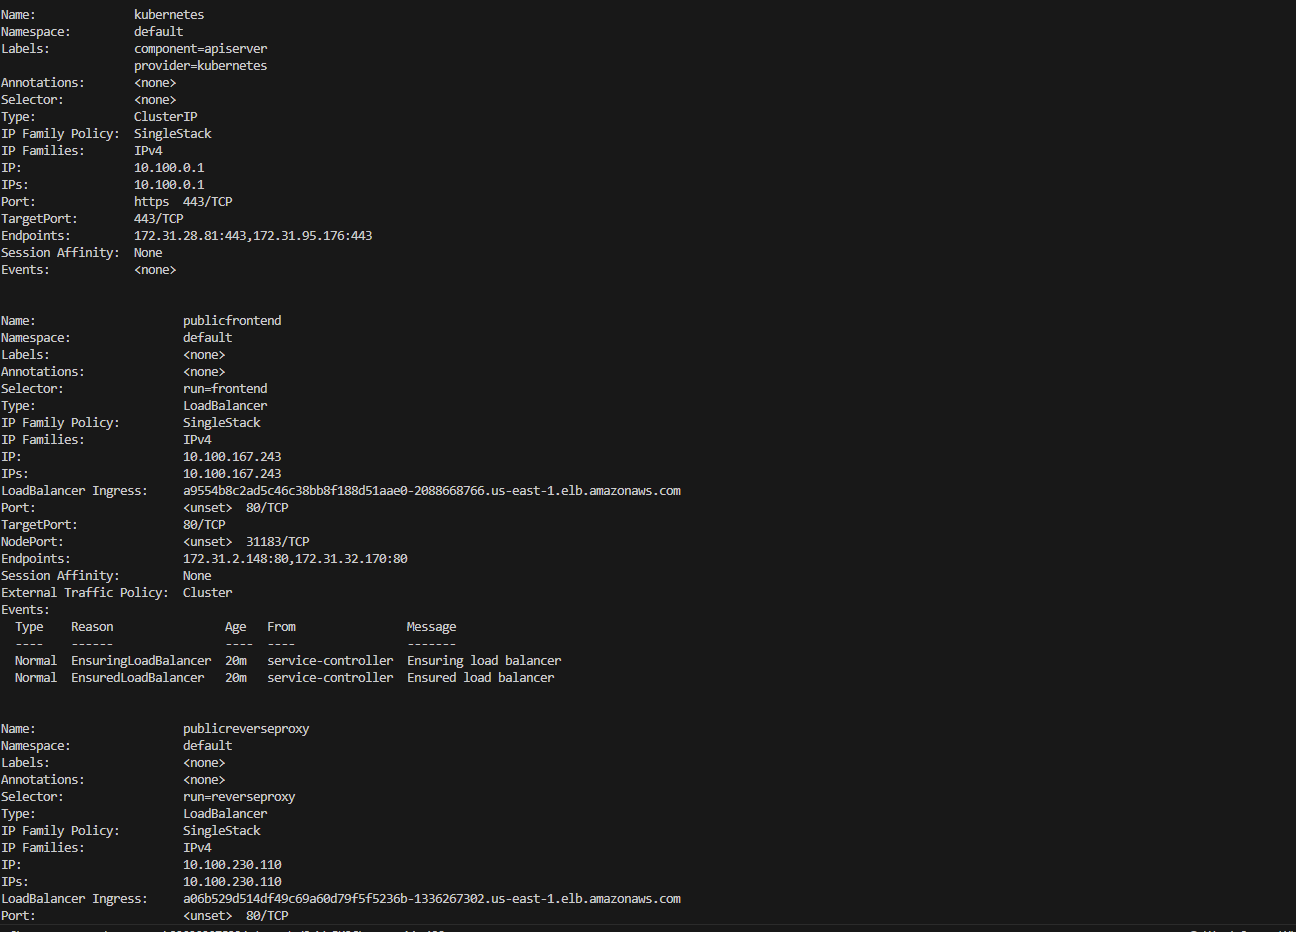 Name:              kubernetes
Namespace:         default
Labels:            component=apiserver
                   provider=kubernetes
Annotations:       <none>
Selector:          <none>
Type:              ClusterIP
IP Family Policy:  SingleStack
IP Families:       IPv4
IP:                10.100.0.1
IPs:               10.100.0.1
Port:              https  443/TCP
TargetPort:        443/TCP
Endpoints:         172.31.28.81:443,172.31.95.176:443
Session Affinity:  None
Events:            <none>
Name:                     publicfrontend
Namespace:                default
Labels:                   <none>
Annotations:              <none>
Selector:                 run=frontend
Type:                     LoadBalancer
IP Family Policy:         SingleStack
IP Families:              IPv4
IP:                       10.100.167.243
IPs:                      10.100.167.243
LoadBalancer Ingress:     a9554b8c2ad5c46c38bb8f188d51aae0-2088668766.us-east-1.elb.amazonaws.com
Port:                     <unset>  80/TCP
TargetPort:               80/TCP
NodePort:                 <unset>  31183/TCP
Endpoints:                172.31.2.148:80,172.31.32.170:80
Session Affinity:         None
External Traffic Policy:  Cluster
Events:
  Type    Reason                Age   From                Message
  ----    ------                ----  ----                -------
  Normal  EnsuringLoadBalancer  20m   service-controller  Ensuring load balancer
  Normal  EnsuredLoadBalancer   20m   service-controller  Ensured load balancer
Name:                     publicreverseproxy
Namespace:                default
Labels:                   <none>
Annotations:              <none>
Selector:                 run=reverseproxy
Type:                     LoadBalancer
IP Family Policy:         SingleStack
IP Families:              IPv4
IP:                       10.100.230.110
IPs:                      10.100.230.110
LoadBalancer Ingress:     a06b529d514df49c69a60d79f5f5236b-1336267302.us-east-1.elb.amazonaws.com
Port:                     <unset>  80/TCP